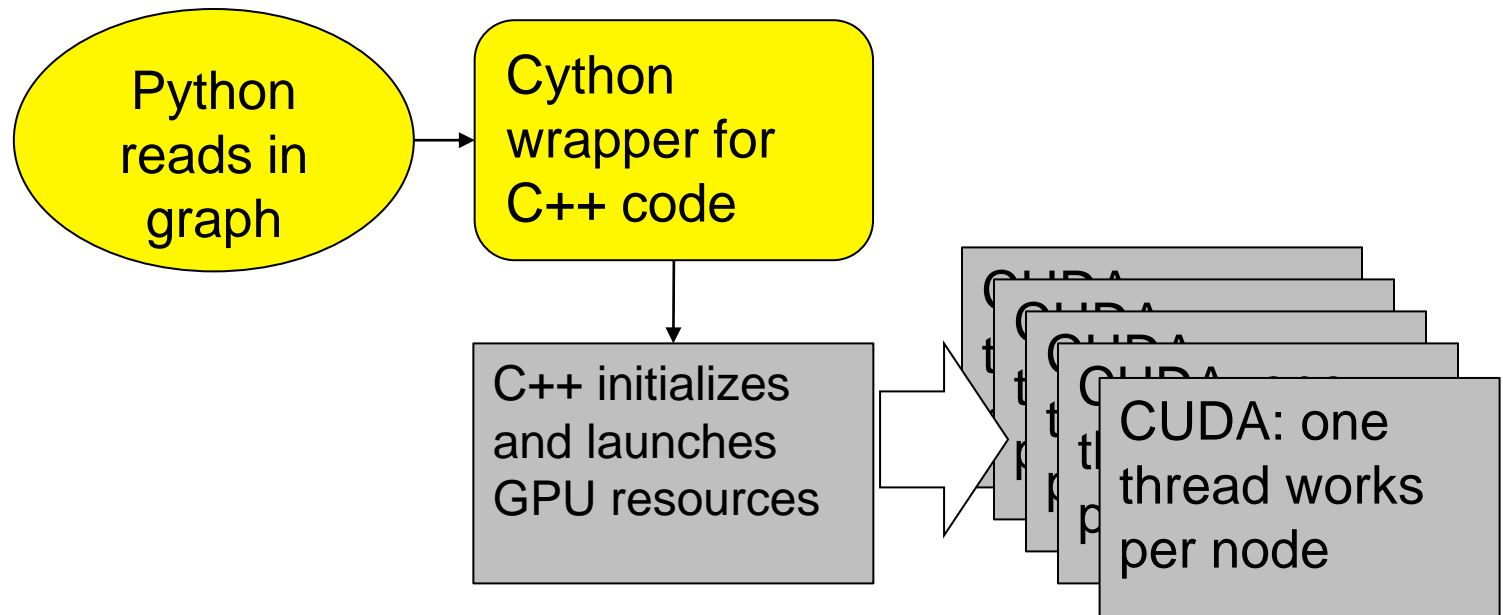 Python
reads in
graph
Cython
wrapper for
C++ code
C++ initializes
and launches
GPU resources
CUDA: one
thread works
per node